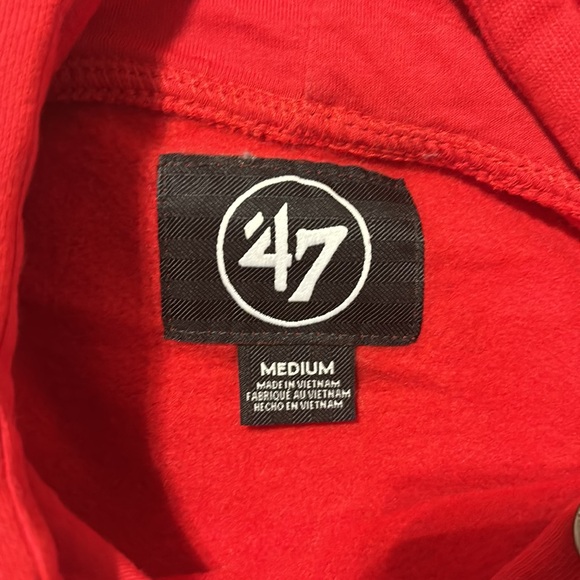 '47
MEDIUM
MADE IN VIETNAM
FABRIQUÉ AU VIETNAM
HECHO EN VIETNAM